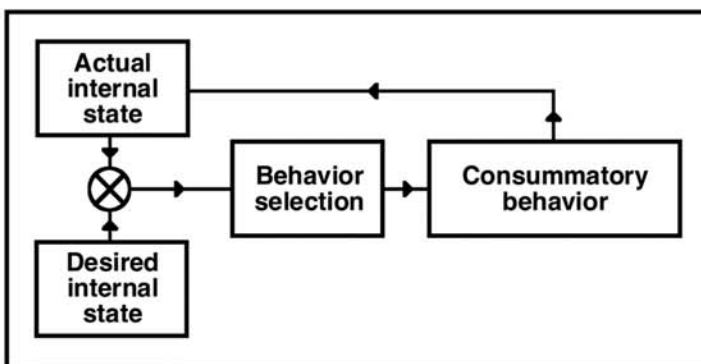 Actual
internal
state
Behavior
selection
Consummatory
behavior
Desired
internal
state